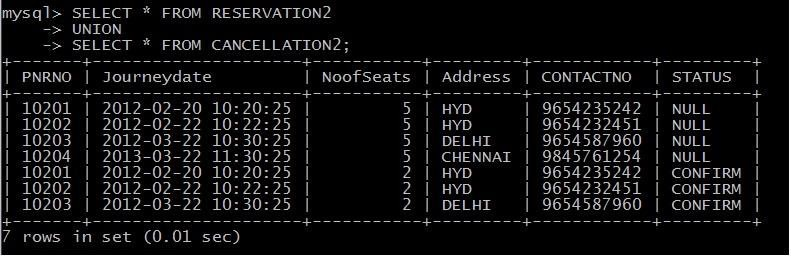 mysql> SELECT * FROM RESERVATION2
    -> UNION
    -> SELECT * FROM CANCELLATION2;
+-------+---------------------+-----------+---------+------------+---------+
| PNRNO | Journeydate         | NoofSeats | Address | CONTACTNO  | STATUS  |
+-------+---------------------+-----------+---------+------------+---------+
| 10201 | 2012-02-20 10:20:25 |         5 | HYD     | 9654235242 | NULL    |
| 10202 | 2012-02-22 10:22:25 |         5 | HYD     | 9654232451 | NULL    |
| 10203 | 2012-03-22 10:30:25 |         5 | DELHI   | 9654587960 | NULL    |
| 10204 | 2013-03-22 11:30:25 |         5 | CHENNAI | 9845761254 | NULL    |
| 10201 | 2012-02-20 10:20:25 |         2 | HYD     | 9654235242 | CONFIRM |
| 10202 | 2012-02-22 10:22:25 |         2 | HYD     | 9654232451 | CONFIRM |
| 10203 | 2012-03-22 10:30:25 |         2 | DELHI   | 9654587960 | CONFIRM |
+-------+---------------------+-----------+---------+------------+---------+
7 rows in set (0.01 sec)